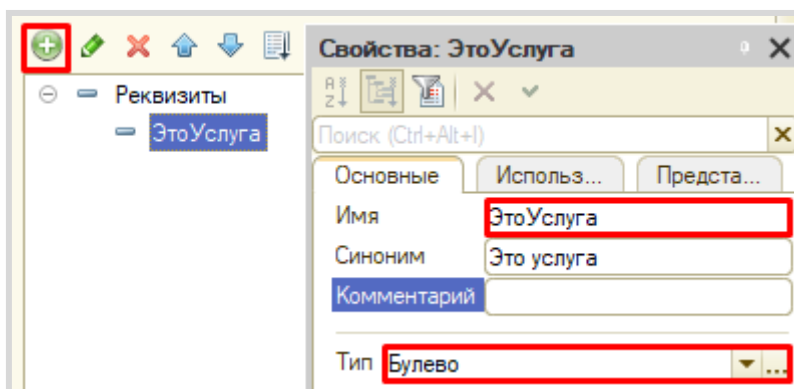 Свойства: ЭтоУслуга
Реквизиты
ЭтоУслуга
Поиск (Ctrl+Alt+I)
Основные
Использ...
Предста...
Имя
ЭтоУслуга
Синоним
Это услуга
Комментарий
Тип
Булево
...